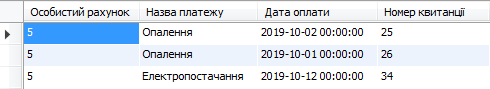 Особистий рахунок Назва платежу Дата оплати Номер квитанції
5 Опалення 2019-10-02 00:00:00 25
5 Опалення 2019-10-01 00:00:00 26
5 Електропостачання 2019-10-12 00:00:00 34